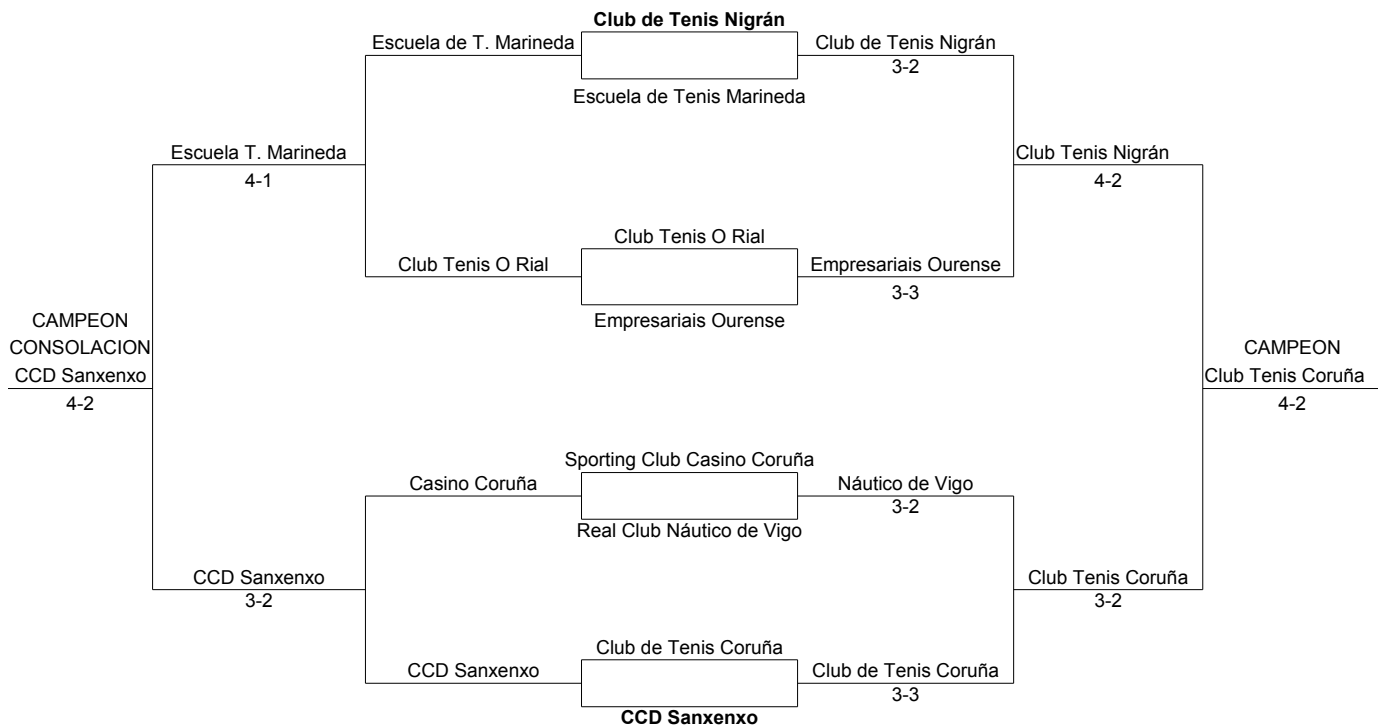 Club de Tenis Nigrán
Escuela de T. Marineda
Club de Tenis Nigrán
3-2
Escuela de Tenis Marineda
Escuela T. Marineda
4-1
Club Tenis Nigrán
4-2
Club Tenis O Rial
Club Tenis O Rial
Empresariais Ourense
3-3
Empresariais Ourense
CAMPEON
CONSOLACION
CCD Sanxenxo
4-2
CAMPEON
Club Tenis Coruña
4-2
Sporting Club Casino Coruña
Casino Coruña
Náutico de Vigo
3-2
Real Club Náutico de Vigo
CCD Sanxenxo
3-2
Club Tenis Coruña
3-2
Club de Tenis Coruña
CCD Sanxenxo
Club de Tenis Coruña
3-3
CCD Sanxenxo